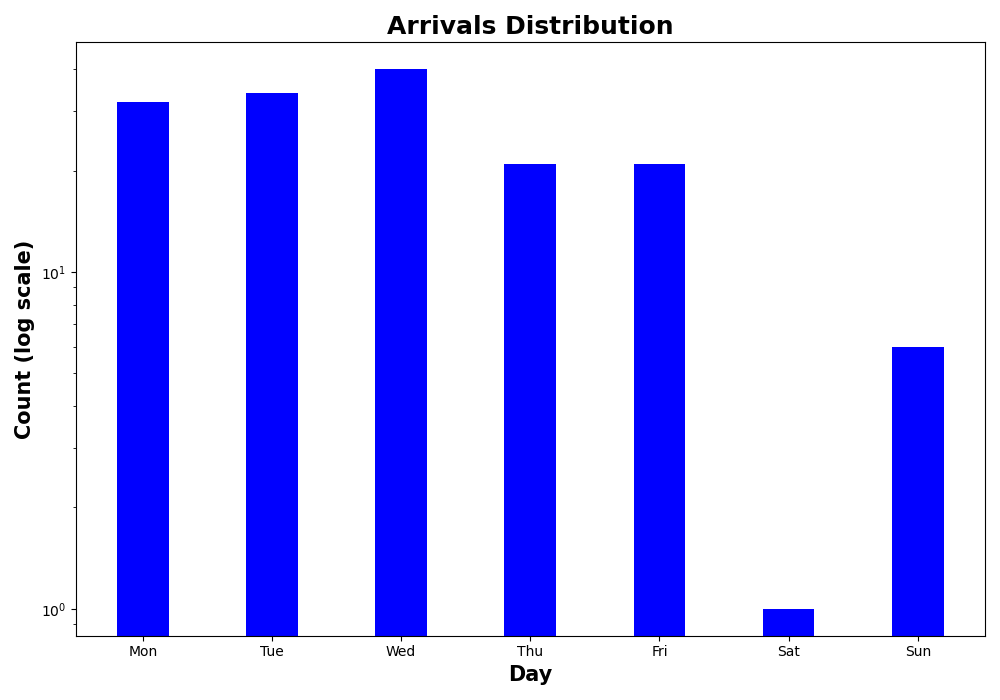 Arrivals Distribution
Count (log scale)
10¹
10⁰
Mon Tue Wed Thu Fri Sat Sun
Day